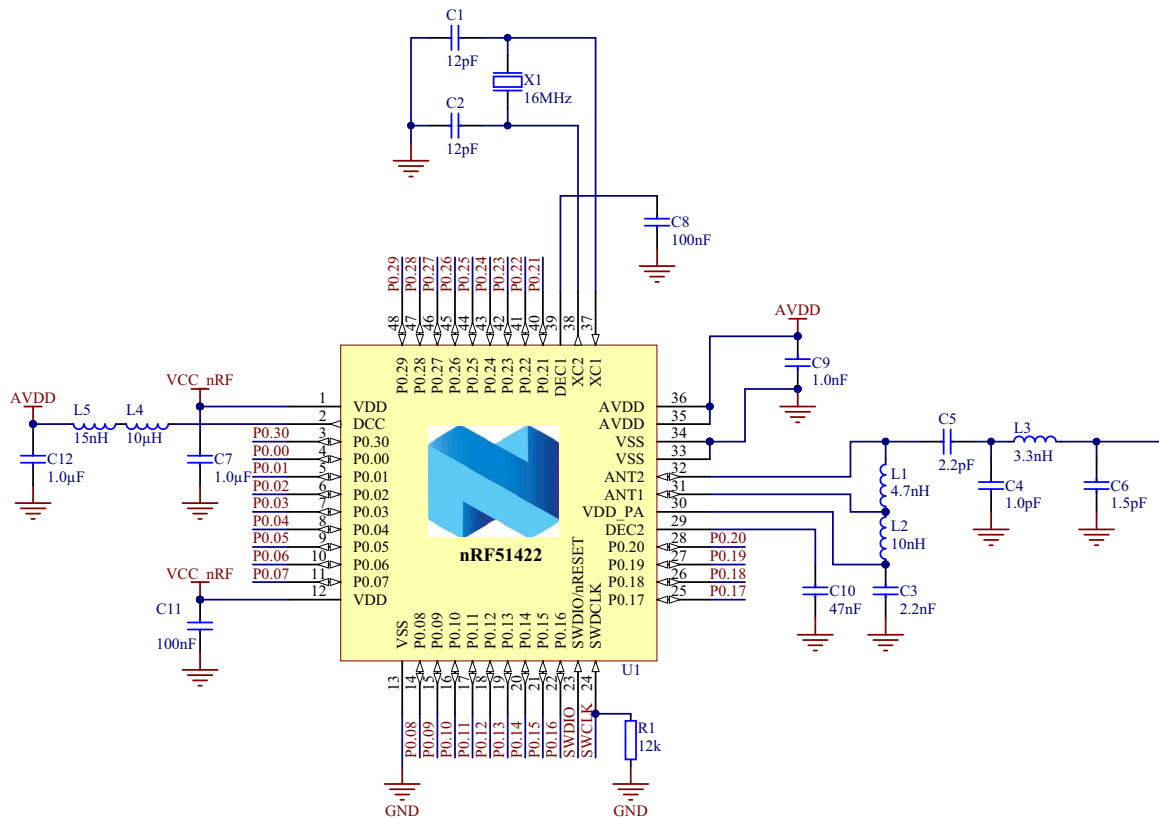 C1
12pF
X1
16MHz
C2
12pF
C8
100nF
P0.29
P0.28
P0.27
P0.26
P0.25
P0.24
P0.23
P0.22
P0.21
48
47
46
45
44
43
42
41
40
39
38
37
P0.29
P0.28
P0.27
P0.26
P0.25
P0.24
P0.23
P0.22
P0.21
DEC1
XC2
XC1
AVDD
C9
1.0nF
VCC_nRF
AVDD
L5
15nH
L4
10µH
C12
1.0µF
C7
1.0µF
P0.30
P0.00
P0.01
P0.02
P0.03
P0.04
P0.05
P0.06
P0.07
VCC_nRF
C11
100nF
1 VDD
2 DCC
3 P0.30
4 P0.00
5 P0.01
6 P0.02
7 P0.03
8 P0.04
9 P0.05
10 P0.06
11 P0.07
12 VDD
nRF51422
AVDD 36
AVDD 35
VSS 34
VSS 33
ANT2 32
ANT1 31
VDD_PA 30
DEC2 29
P0.20 28 P0.20
P0.19 27 P0.19
P0.18 26 P0.18
P0.17 25 P0.17
C5
2.2pF
L3
3.3nH
L1
4.7nH
C4
1.0pF
C6
1.5pF
L2
10nH
C10
47nF
C3
2.2nF
VSS
P0.08
P0.09
P0.10
P0.11
P0.12
P0.13
P0.14
P0.15
P0.16
SWDIO/nRESET
SWDCLK
U1
13
14
15
16
17
18
19
20
21
22
23
24
P0.08
P0.09
P0.10
P0.11
P0.12
P0.13
P0.14
P0.15
P0.16
SWDIO
SWCLK
R1
12k
GND
GND